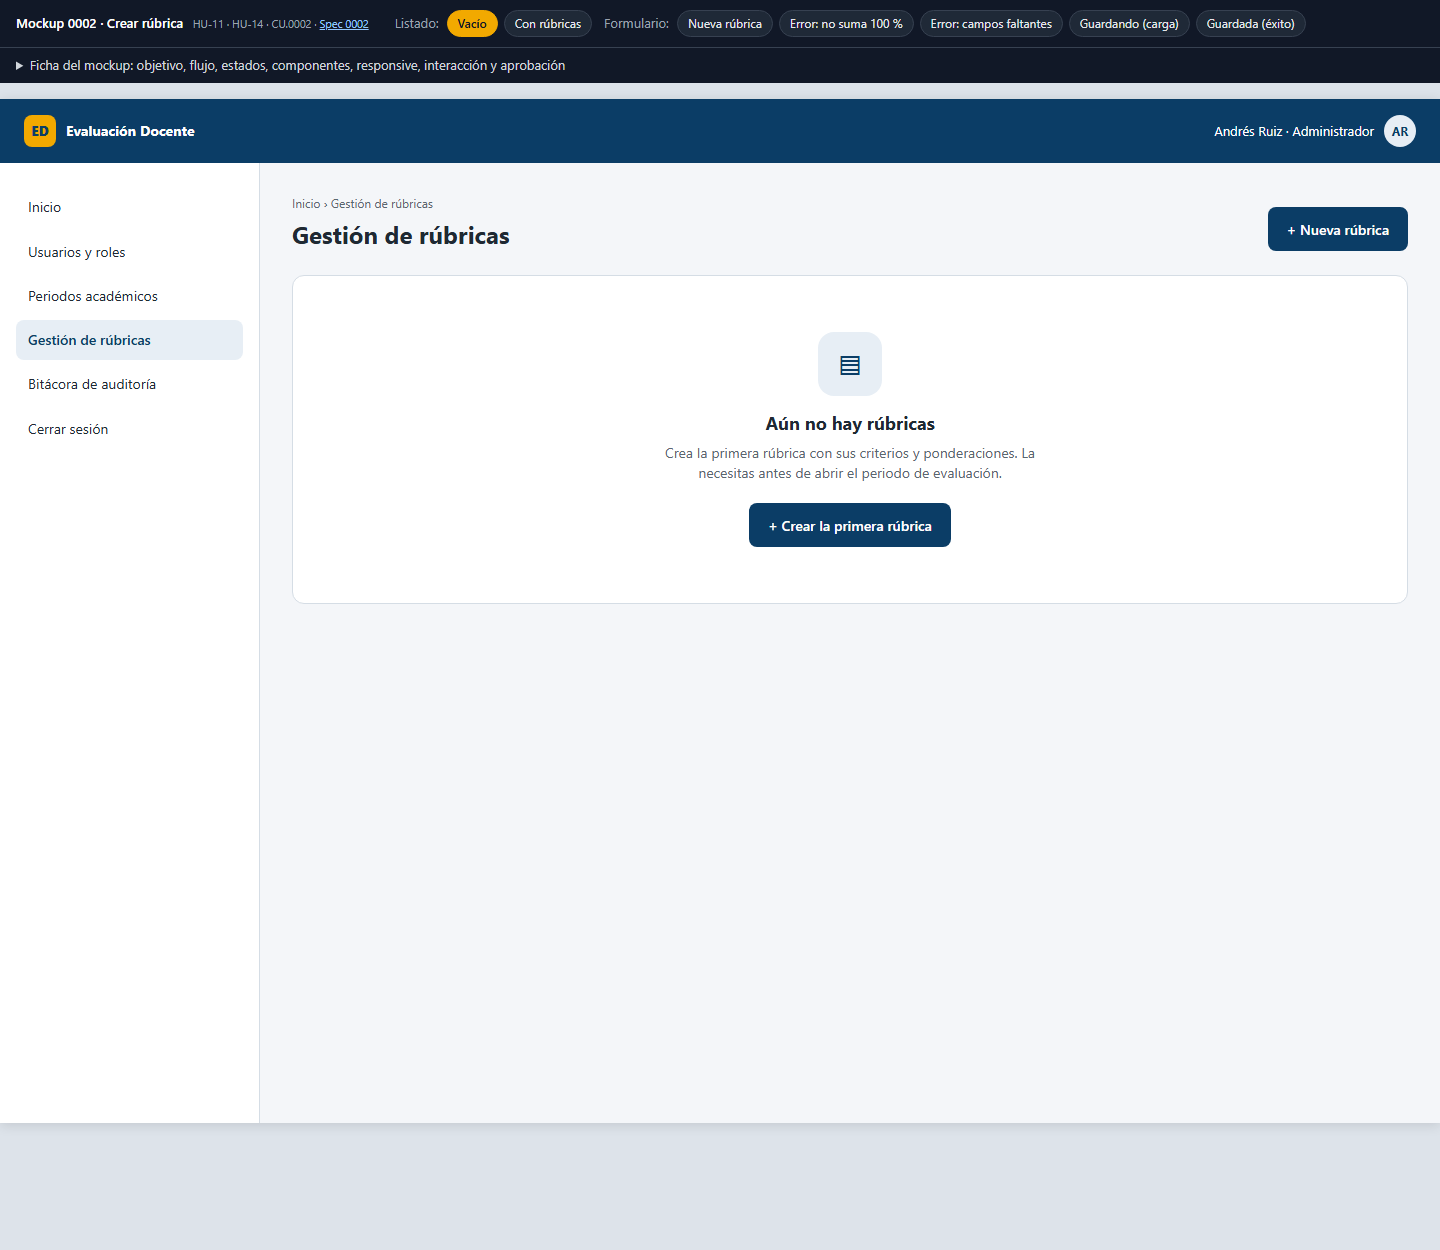 Mockup 0002 · Crear rúbrica HU-11 · HU-14 · CU.0002 · Spec 0002 Listado: Vacío Con rúbricas Formulario: Nueva rúbrica Error: no suma 100 % Error: campos faltantes Guardando (carga) Guardada (éxito)
▶ Ficha del mockup: objetivo, flujo, estados, componentes, responsive, interacción y aprobación
ED Evaluación Docente
Andrés Ruiz · Administrador AR
Inicio
Usuarios y roles
Periodos académicos
Gestión de rúbricas
Bitácora de auditoría
Cerrar sesión
Inicio › Gestión de rúbricas
Gestión de rúbricas
+ Nueva rúbrica
Aún no hay rúbricas
Crea la primera rúbrica con sus criterios y ponderaciones. La
necesitas antes de abrir el periodo de evaluación.
+ Crear la primera rúbrica